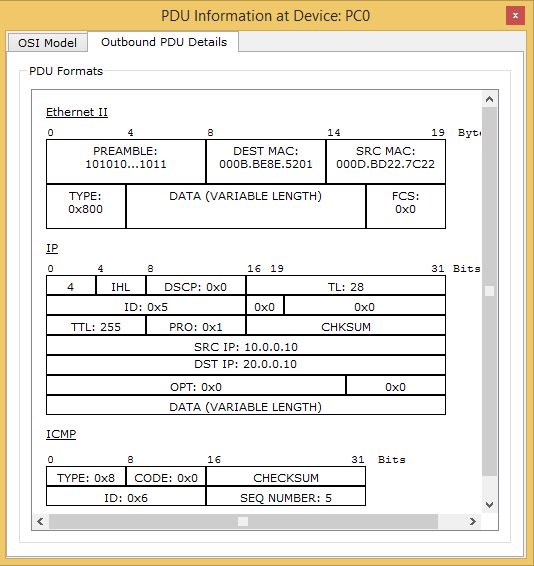 PDU Information at Device: PC0
x
OSI Model Outbound PDU Details
PDU Formats
Ethernet II
0 4 8 14 19 Byte
PREAMBLE: DEST MAC: SRC MAC:
101010...1011 000B.BE8E.5201 000D.BD22.7C22
TYPE: DATA (VARIABLE LENGTH) FCS:
0x800 0x0
IP
0 4 8 16 19 31 Bits
4 IHL DSCP: 0x0 TL: 28
ID: 0x5 0x0 0x0
TTL: 255 PRO: 0x1 CHKSUM
SRC IP: 10.0.0.10
DST IP: 20.0.0.10
OPT: 0x0 0x0
DATA (VARIABLE LENGTH)
ICMP
0 8 16 31 Bits
TYPE: 0x8 CODE: 0x0 CHECKSUM
ID: 0x6 SEQ NUMBER: 5